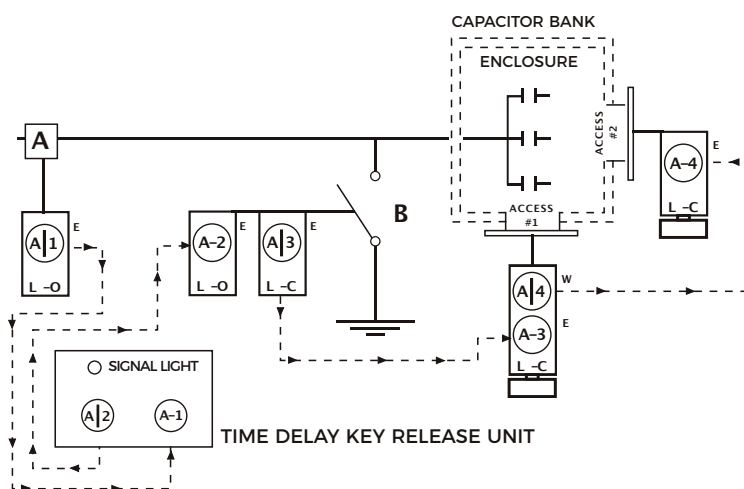 CAPACITOR BANK
ENCLOSURE
A
ACCESS
#2
A-4
E
L -C
B
ACCESS
#1
A|1
E
L -O
A-2
E
L -O
A|3
E
L -C
A|4
W
A-3
E
L -C
SIGNAL LIGHT
A|2
A-1
TIME DELAY KEY RELEASE UNIT